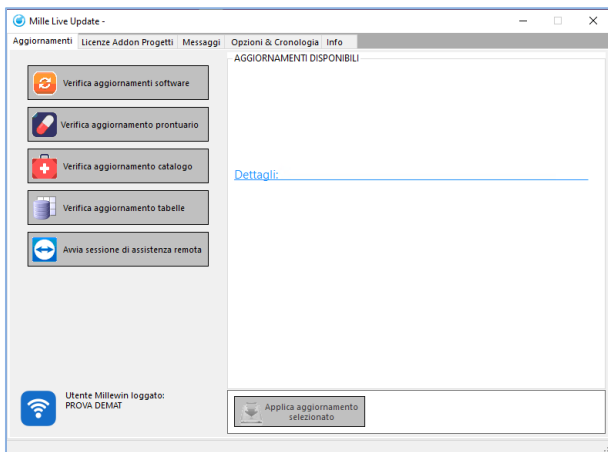 Mille Live Update -
Aggiornamenti Licenze Addon Progetti Messaggi Opzioni & Cronologia Info
Verifica aggiornamenti software
Verifica aggiornamento prontuario
Verifica aggiornamento catalogo
Verifica aggiornamento tabelle
Avvia sessione di assistenza remota
Utente Millewin loggato:
PROVA DEMAT
AGGIORNAMENTI DISPONIBILI
Dettagli:
Applica aggiornamento
selezionato